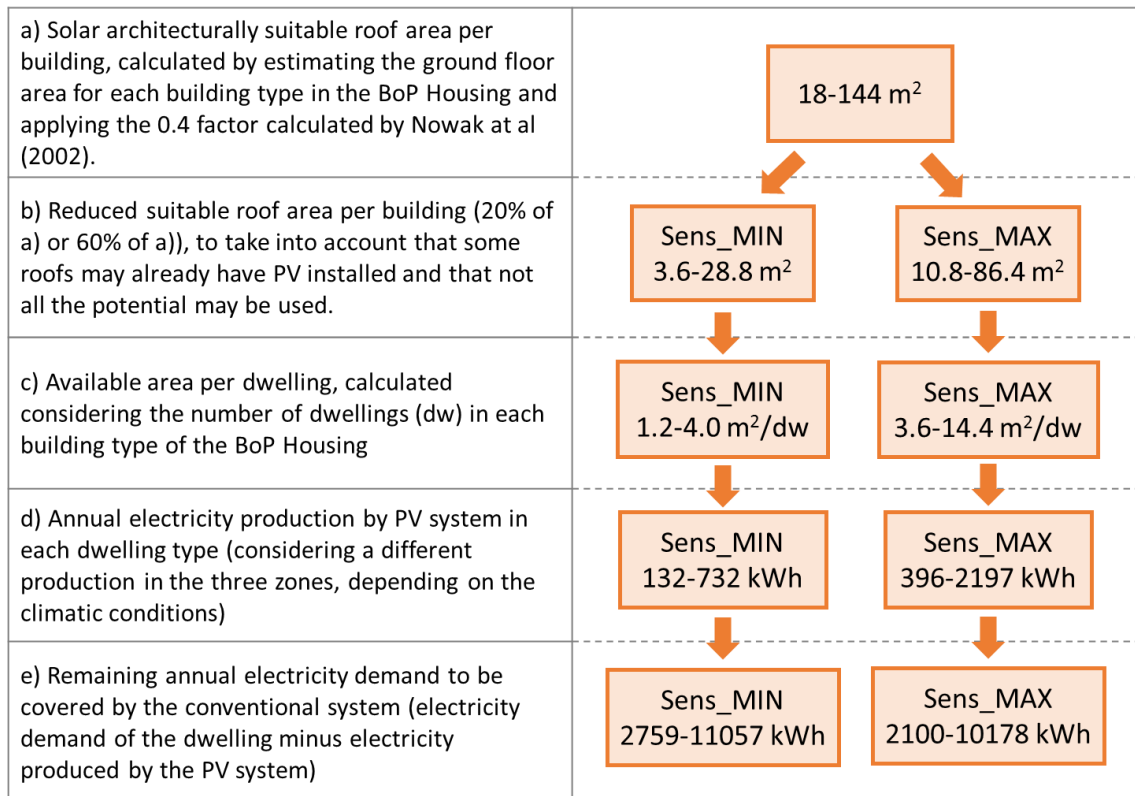 a) Solar architecturally suitable roof area per
building, calculated by estimating the ground floor
area for each building type in the BoP Housing and
applying the 0.4 factor calculated by Nowak at al
(2002).
18-144 m²
b) Reduced suitable roof area per building (20% of
a) or 60% of a)), to take into account that some
roofs may already have PV installed and that not
all the potential may be used.
Sens_MIN
3.6-28.8 m²
Sens_MAX
10.8-86.4 m²
c) Available area per dwelling, calculated
considering the number of dwellings (dw) in each
building type of the BoP Housing
Sens_MIN
1.2-4.0 m²/dw
Sens_MAX
3.6-14.4 m²/dw
d) Annual electricity production by PV system in
each dwelling type (considering a different
production in the three zones, depending on the
climatic conditions)
Sens_MIN
132-732 kWh
Sens_MAX
396-2197 kWh
e) Remaining annual electricity demand to be
covered by the conventional system (electricity
demand of the dwelling minus electricity
produced by the PV system)
Sens_MIN
2759-11057 kWh
Sens_MAX
2100-10178 kWh